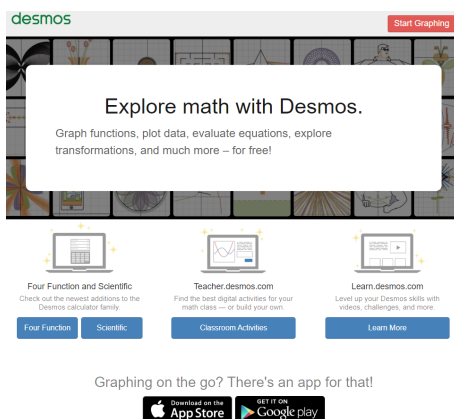 desmos
Start Graphing
Explore math with Desmos.
Graph functions, plot data, evaluate equations, explore
transformations, and much more – for free!
Four Function and Scientific
Check out the newest additions to the
Desmos calculator family.
Four Function
Scientific
Teacher.desmos.com
Find the best digital activities for your
math class — or build your own.
Classroom Activities
Learn.desmos.com
Level up your Desmos skills with
videos, challenges, and more.
Learn More
Graphing on the go? There's an app for that!
Download on the
App Store
GET IT ON
Google play